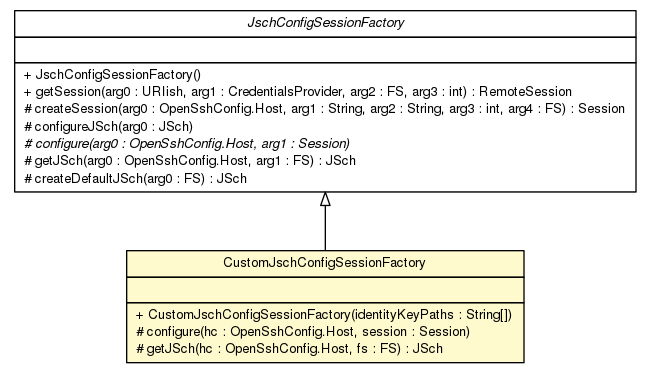 JschConfigSessionFactory
+ JschConfigSessionFactory()
+ getSession(arg0 : URIish, arg1 : CredentialsProvider, arg2 : FS, arg3 : int) : RemoteSession
# createSession(arg0 : OpenSshConfig.Host, arg1 : String, arg2 : String, arg3 : int, arg4 : FS) : Session
# configureJSch(arg0 : JSch)
# configure(arg0 : OpenSshConfig.Host, arg1 : Session)
# getJSch(arg0 : OpenSshConfig.Host, arg1 : FS) : JSch
# createDefaultJSch(arg0 : FS) : JSch
CustomJschConfigSessionFactory
+ CustomJschConfigSessionFactory(identityKeyPaths : String[])
# configure(hc : OpenSshConfig.Host, session : Session)
# getJSch(hc : OpenSshConfig.Host, fs : FS) : JSch